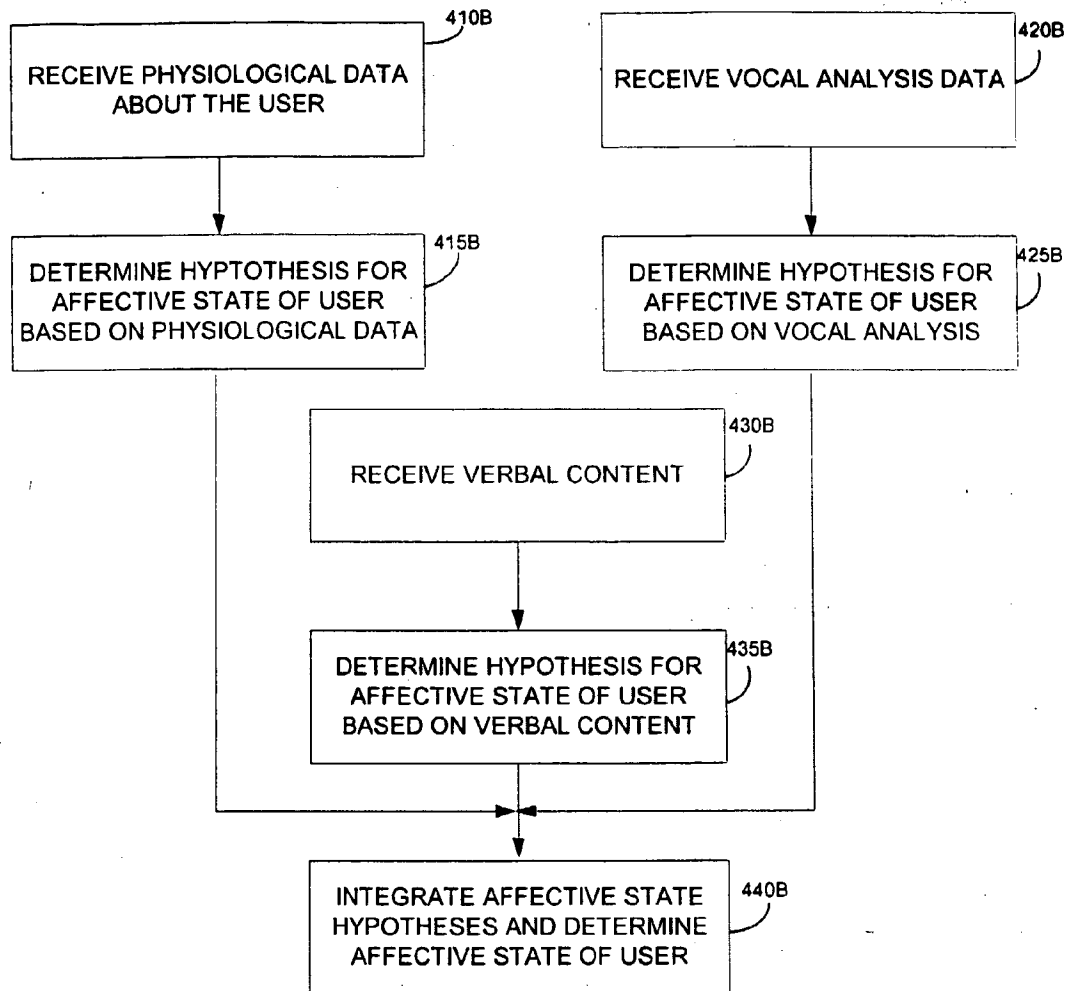 410B
RECEIVE PHYSIOLOGICAL DATA
ABOUT THE USER
420B
RECEIVE VOCAL ANALYSIS DATA
415B
DETERMINE HYPTOTHESIS FOR
AFFECTIVE STATE OF USER
BASED ON PHYSIOLOGICAL DATA
425B
DETERMINE HYPOTHESIS FOR
AFFECTIVE STATE OF USER
BASED ON VOCAL ANALYSIS
430B
RECEIVE VERBAL CONTENT
435B
DETERMINE HYPOTHESIS FOR
AFFECTIVE STATE OF USER
BASED ON VERBAL CONTENT
440B
INTEGRATE AFFECTIVE STATE
HYPOTHESES AND DETERMINE
AFFECTIVE STATE OF USER